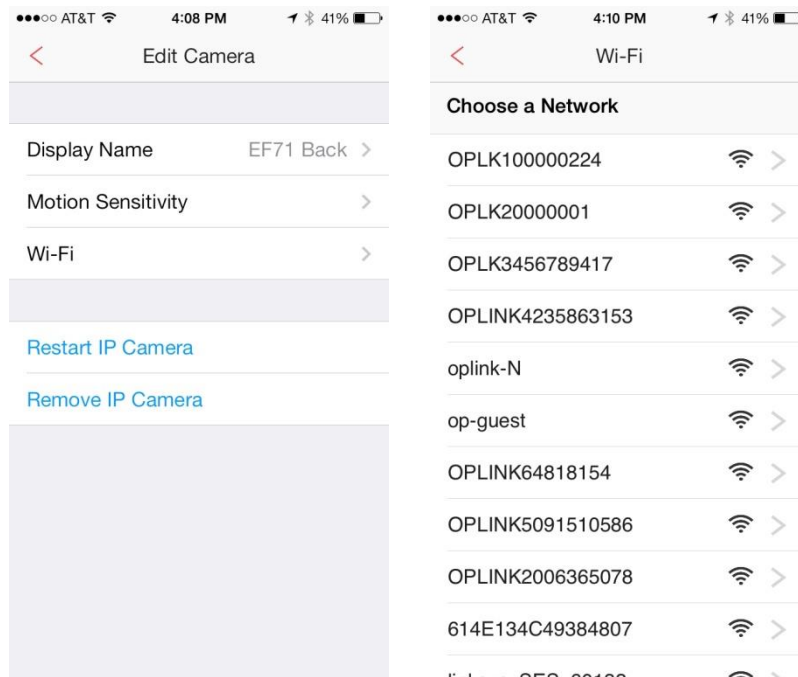 AT&T 4:08 PM 41%
Edit Camera
Display Name EF71 Back
Motion Sensitivity
Wi-Fi
Restart IP Camera
Remove IP Camera
AT&T 4:10 PM 41%
Wi-Fi
Choose a Network
OPLK100000224
OPLK20000001
OPLK3456789417
OPLINK4235863153
oplink-N
op-guest
OPLINK64818154
OPLINK5091510586
OPLINK2006365078
614E134C49384807